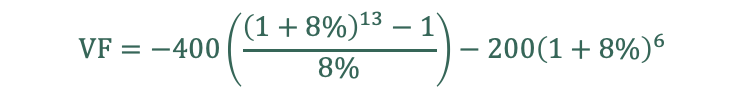 VF = −400 ( ((1 + 8%)¹³ − 1) / 8% ) − 200(1 + 8%)⁶